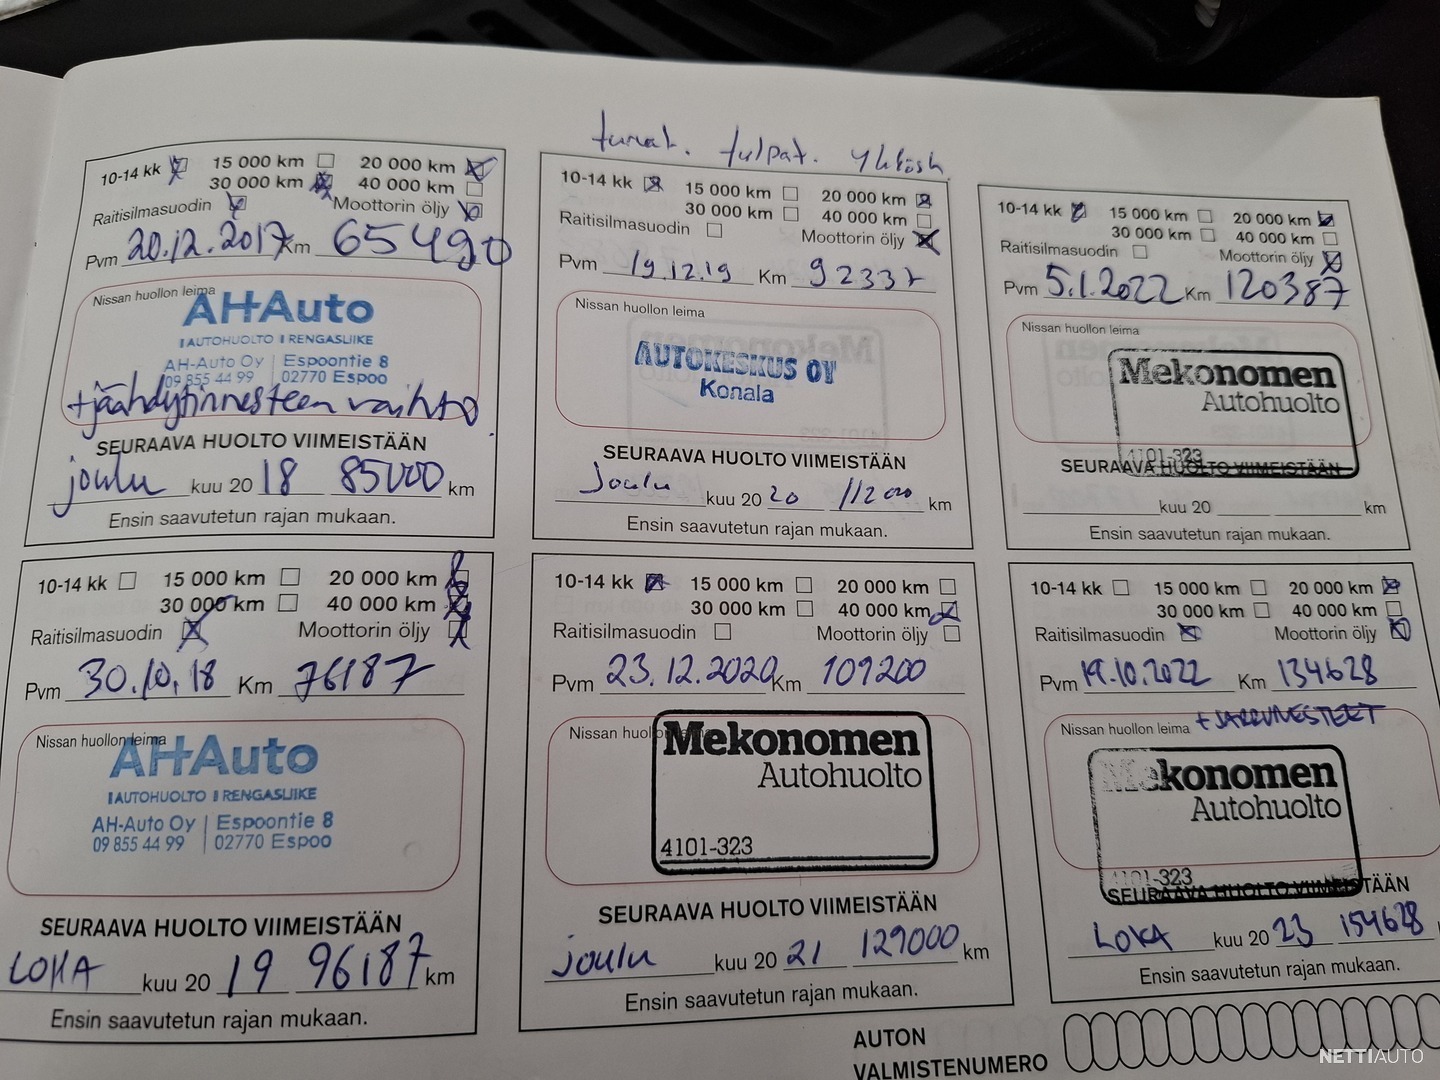 10-14 kk 15 000 km 20 000 km
30 000 km 40 000 km
Raitisilmasuodin Moottorin öljy
Pvm 20.12.2017 Km 65490
Nissan huollon leima
AH-Auto
AUTOHUOLTO RENGASLIIKE
AH-Auto Oy Espoontie 8
09 855 44 99 02770 Espoo
+jäähdytinnesteen vaihto
SEURAAVA HUOLTO VIIMEISTÄÄN
joulu kuu 20 18 85000 km
Ensin saavutetun rajan mukaan.
tulpat.
10-14 kk 15 000 km 20 000 km
30 000 km 40 000 km
Raitisilmasuodin Moottorin öljy
Pvm 19.12.19 Km 92337
Nissan huollon leima
AUTOKESKUS OY
Konala
SEURAAVA HUOLTO VIIMEISTÄÄN
Joulu kuu 20 20 km
Ensin saavutetun rajan mukaan.
10-14 kk 15 000 km 20 000 km
30 000 km 40 000 km
Raitisilmasuodin Moottorin öljy
Pvm 5.1.2022 Km 120387
Nissan huollon leima
Mekonomen
Autohuolto
4101-323
SEURAAVA HUOLTO VIIMEISTÄÄN
kuu 20 km
Ensin saavutetun rajan mukaan.
10-14 kk 15 000 km 20 000 km
30 000 km 40 000 km
Raitisilmasuodin Moottorin öljy
Pvm 30.10.18 Km 76187
Nissan huollon leima
AH-Auto
AUTOHUOLTO RENGASLIIKE
AH-Auto Oy Espoontie 8
09 855 44 99 02770 Espoo
SEURAAVA HUOLTO VIIMEISTÄÄN
LOKA kuu 20 19 96187 km
Ensin saavutetun rajan mukaan.
10-14 kk 15 000 km 20 000 km
30 000 km 40 000 km
Raitisilmasuodin Moottorin öljy
Pvm 23.12.2020 Km 109200
Nissan huollon leima
Mekonomen
Autohuolto
4101-323
SEURAAVA HUOLTO VIIMEISTÄÄN
joulu kuu 20 21 129000 km
Ensin saavutetun rajan mukaan.
10-14 kk 15 000 km 20 000 km
30 000 km 40 000 km
Raitisilmasuodin Moottorin öljy
Pvm 19.10.2022 Km 134628
Nissan huollon leima + JARRUNESTEET
Mekonomen
Autohuolto
4101-323
SEURAAVA HUOLTO VIIMEISTÄÄN
LOKA kuu 20 23 154628
Ensin saavutetun rajan mukaan.
AUTON
VALMISTENUMERO
NETTIAUTO